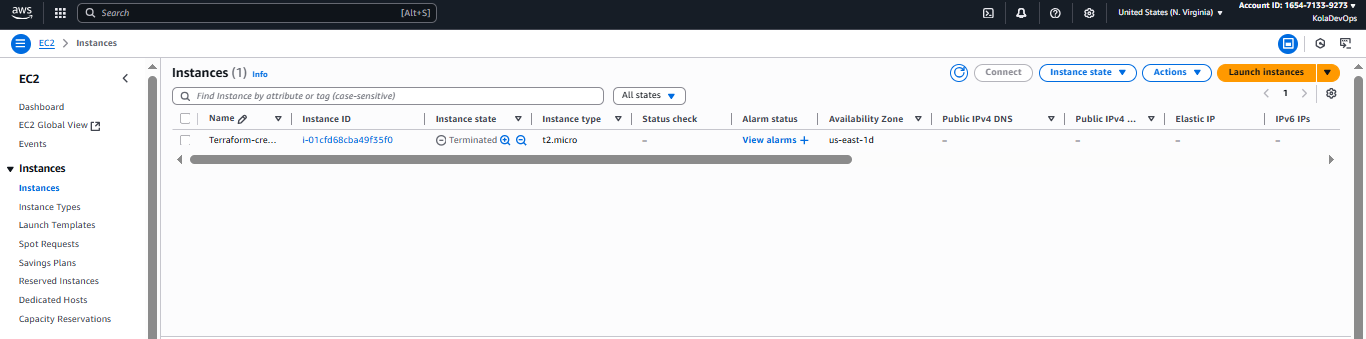 aws
Search [Alt+S]
United States (N. Virginia)
Account ID: 1654-7133-9273
KolaDevOps
EC2 > Instances
EC2
Dashboard
EC2 Global View
Events
Instances
Instances
Instance Types
Launch Templates
Spot Requests
Savings Plans
Reserved Instances
Dedicated Hosts
Capacity Reservations
Instances (1) Info
Connect Instance state Actions Launch instances
Find Instance by attribute or tag (case-sensitive) All states 1
Name Instance ID Instance state Instance type Status check Alarm status Availability Zone Public IPv4 DNS Public IPv4 ... Elastic IP IPv6 IPs
Terraform-cre... i-01cfd68cba49f35f0 Terminated t2.micro – View alarms + us-east-1d – – – –